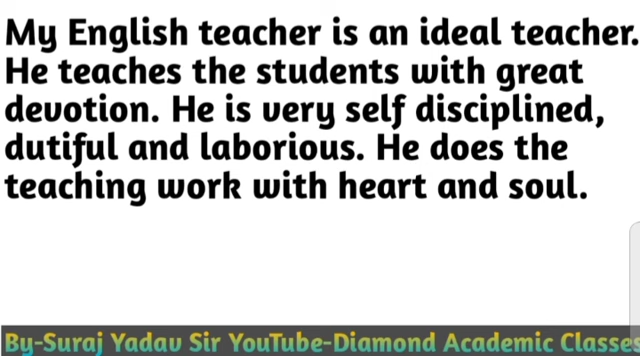 My English teacher is an ideal teacher.
He teaches the students with great
devotion. He is very self disciplined,
dutiful and laborious. He does the
teaching work with heart and soul.
By-Suraj Yadav Sir YouTube-Diamond Academic Classes